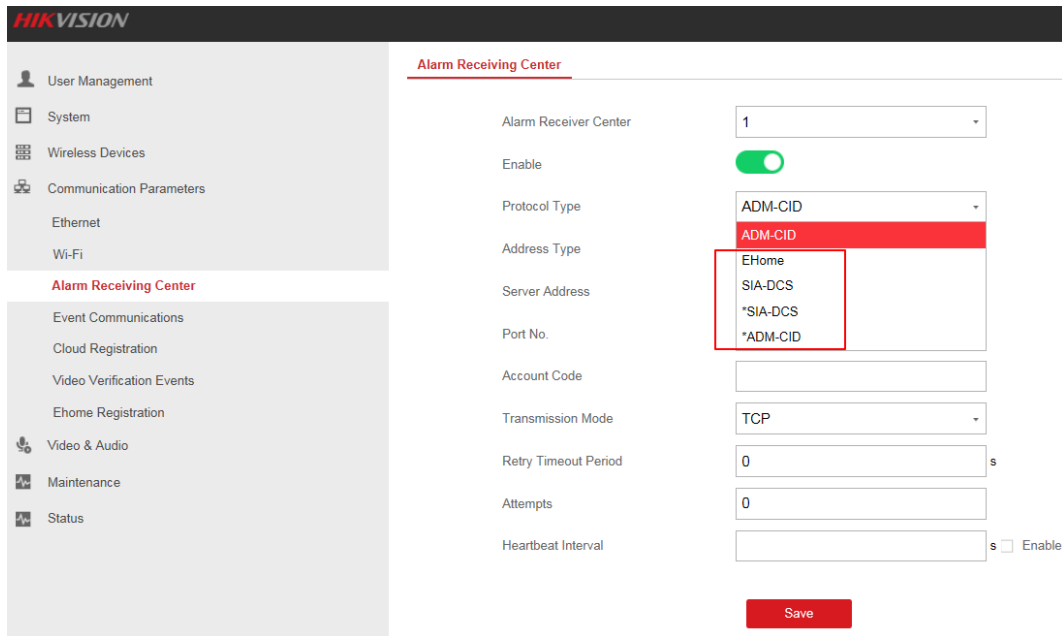 HIKVISION
User Management
System
Wireless Devices
Communication Parameters
Ethernet
Wi-Fi
Alarm Receiving Center
Event Communications
Cloud Registration
Video Verification Events
Ehome Registration
Video & Audio
Maintenance
Status
Alarm Receiving Center
Alarm Receiver Center 1
Enable
Protocol Type ADM-CID
ADM-CID
Address Type
EHome
SIA-DCS
Server Address
*SIA-DCS
Port No. *ADM-CID
Account Code
Transmission Mode TCP
Retry Timeout Period 0 s
Attempts 0
Heartbeat Interval s Enable
Save